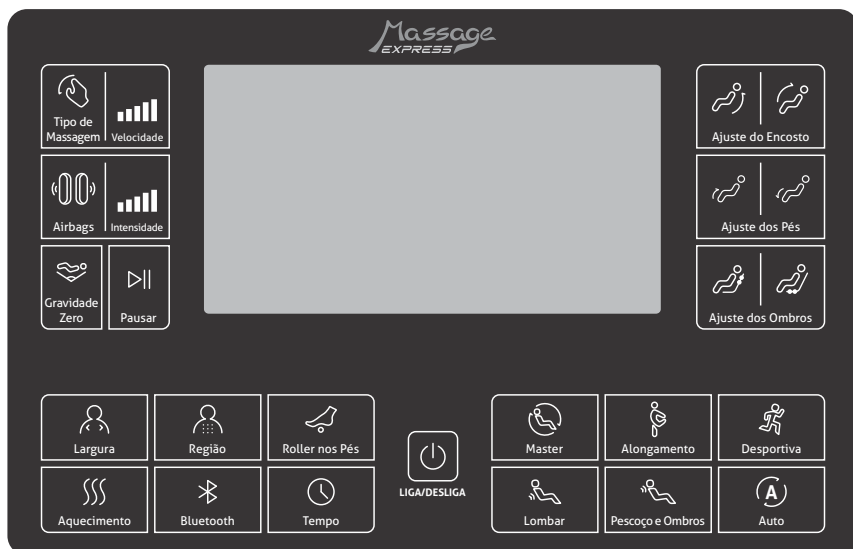 Massage
EXPRESS
Tipo de
Massagem
Velocidade
Airbags
Intensidade
Gravidade
Zero
Pausar
Ajuste do Encosto
Ajuste dos Pés
Ajuste dos Ombros
Largura
Região
Roller nos Pés
Aquecimento
Bluetooth
Tempo
LIGA/DESLIGA
Master
Alongamento
Desportiva
Lombar
Pescoço e Ombros
A
Auto